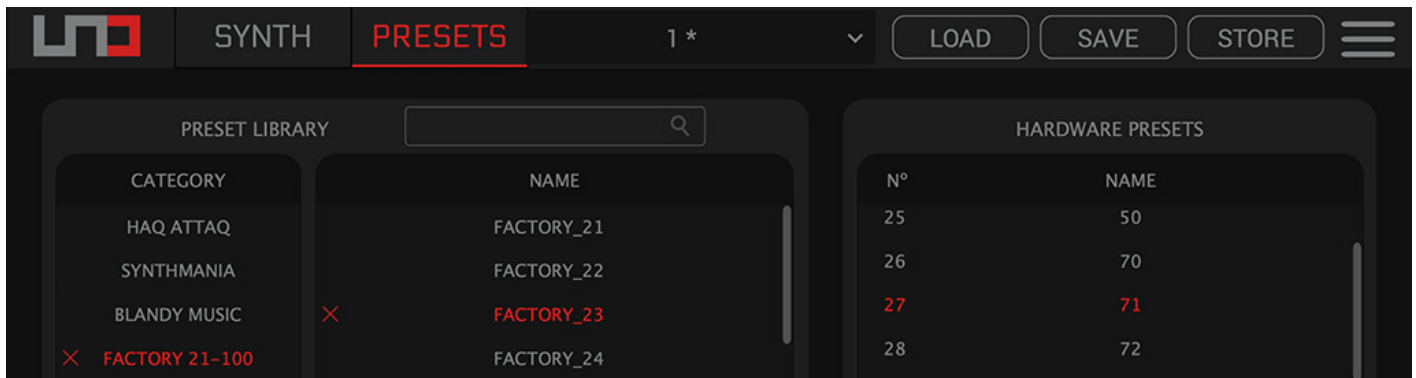 UNO SYNTH PRESETS 1 * LOAD SAVE STORE
PRESET LIBRARY
CATEGORY NAME
HAQ ATTAQ FACTORY_21
SYNTHMANIA FACTORY_22
BLANDY MUSIC × FACTORY_23
× FACTORY 21-100 FACTORY_24
HARDWARE PRESETS
Nº NAME
25 50
26 70
27 71
28 72